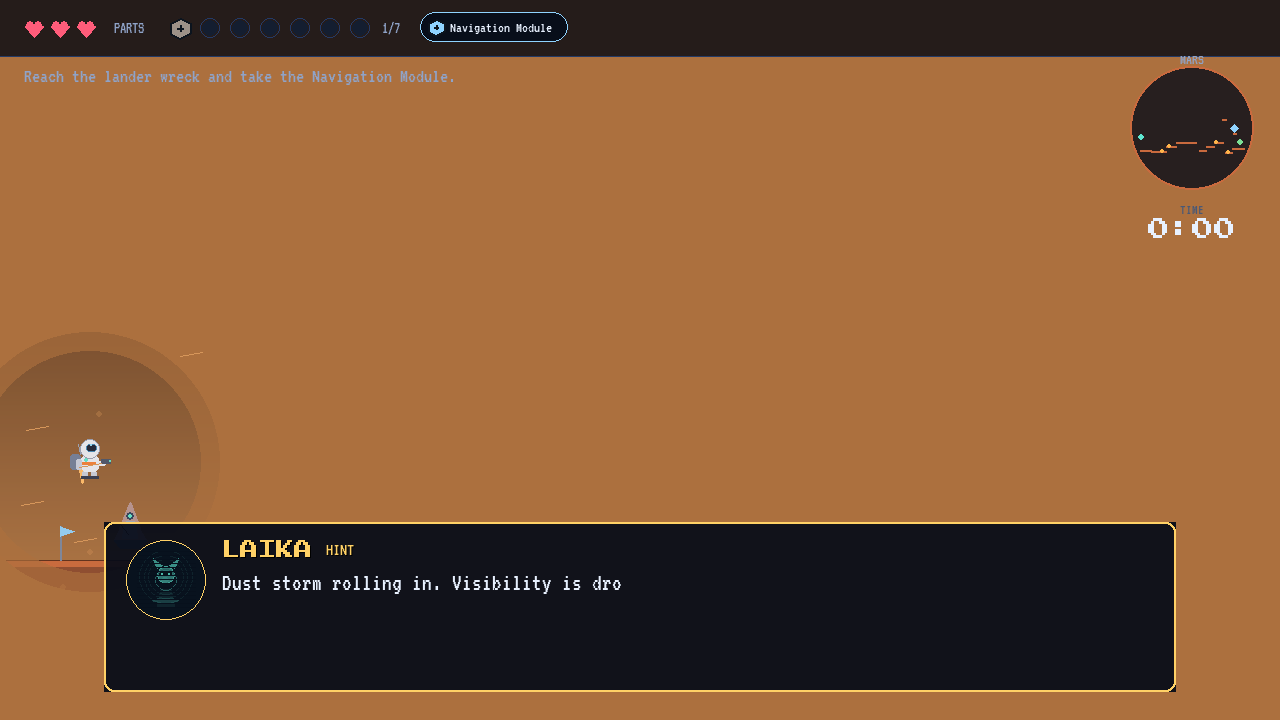 PARTS
1/7
Navigation Module
Reach the lander wreck and take the Navigation Module.
MARS
TIME
0:00
LAIKA HINT
Dust storm rolling in. Visibility is dro